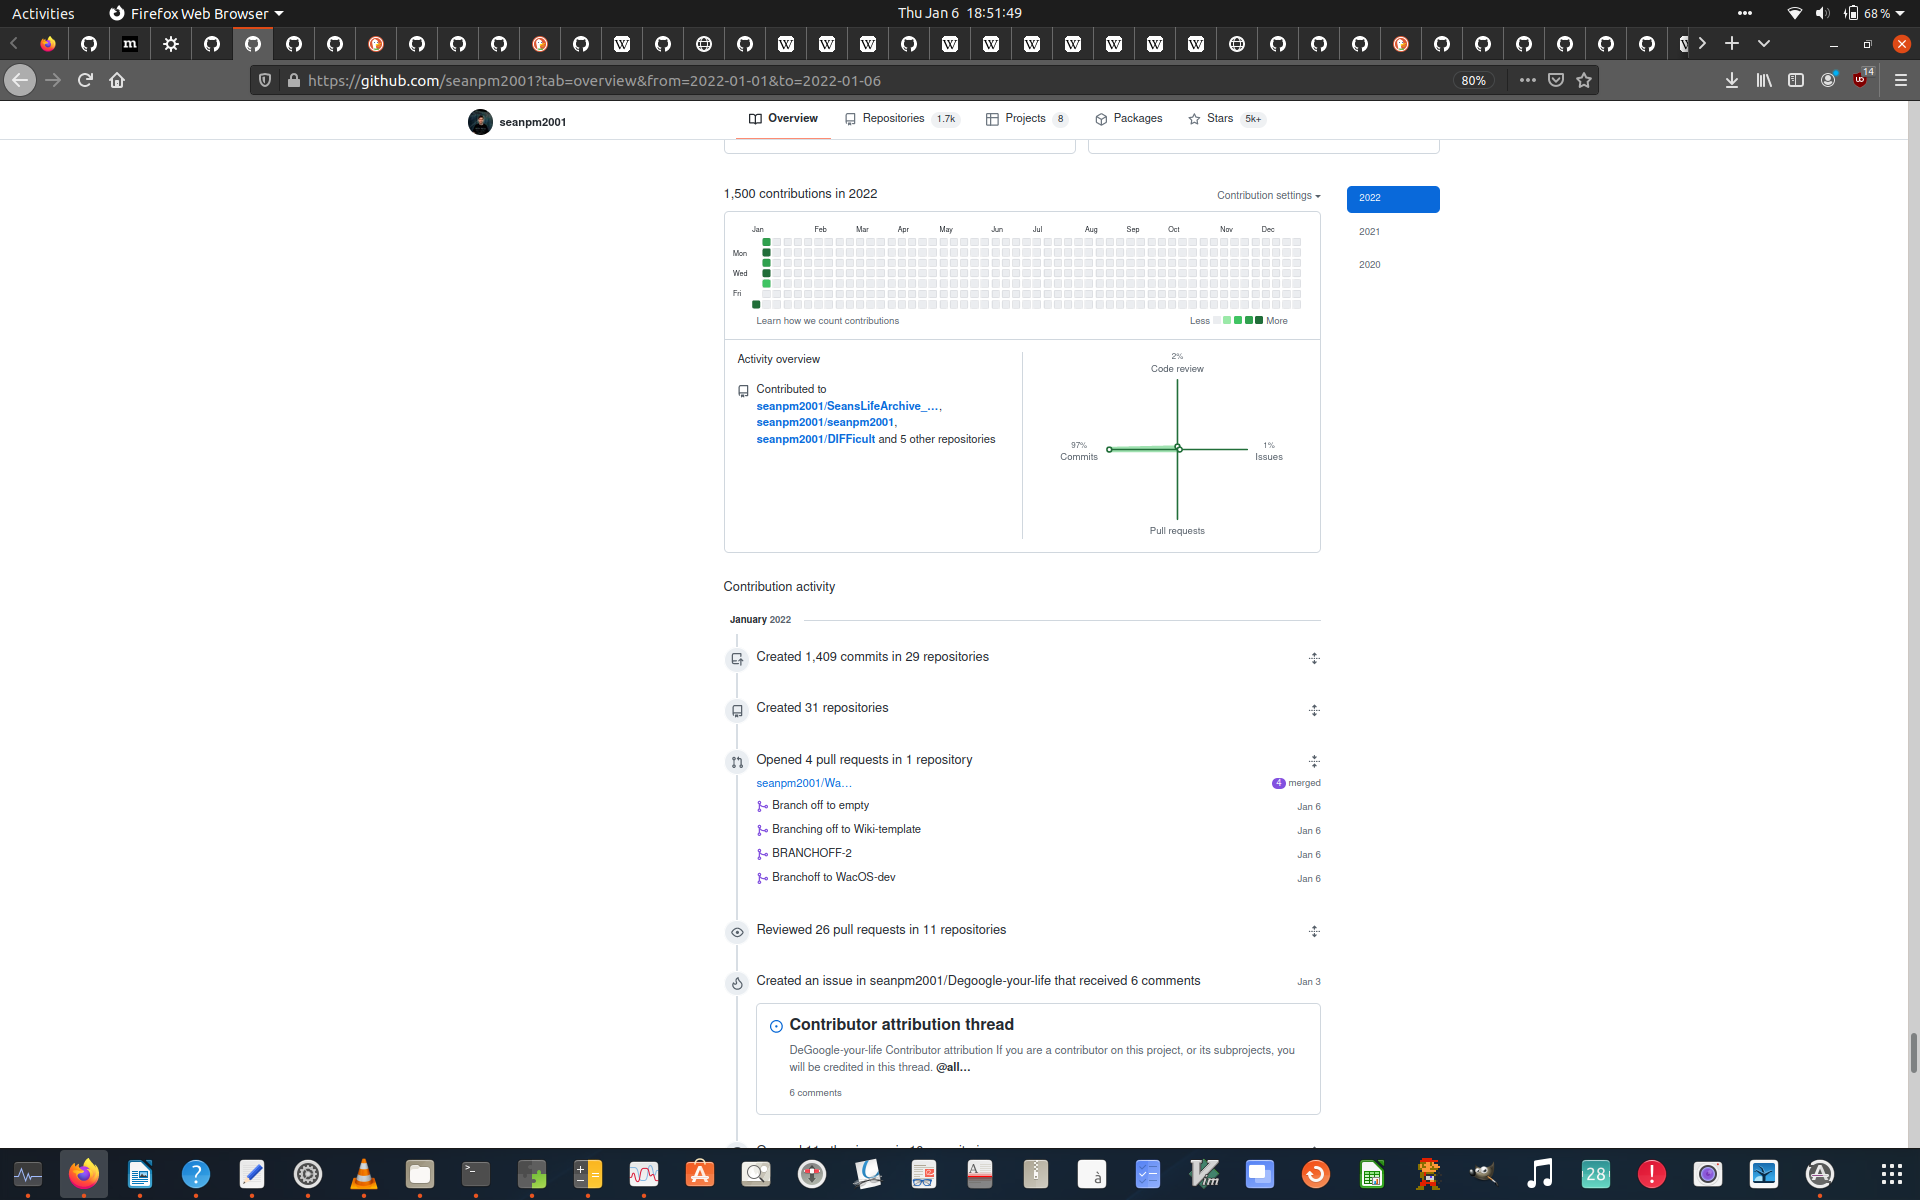 Activities
Firefox Web Browser
Thu Jan 6 18:51:49
68 %
https://github.com/seanpm2001?tab=overview&from=2022-01-01&to=2022-01-06
80%
14
seanpm2001
Overview
Repositories 1.7k
Projects 8
Packages
Stars 5k+
1,500 contributions in 2022
Contribution settings
2022
2021
2020
Jan Feb Mar Apr May Jun Jul Aug Sep Oct Nov Dec
Mon
Wed
Fri
Learn how we count contributions
Less More
Activity overview
Contributed to
seanpm2001/SeansLifeArchive_...,
seanpm2001/seanpm2001,
seanpm2001/DIFFicult and 5 other repositories
2%
Code review
97%
Commits
1%
Issues
Pull requests
Contribution activity
January 2022
Created 1,409 commits in 29 repositories
Created 31 repositories
Opened 4 pull requests in 1 repository
seanpm2001/Wa...
4 merged
Branch off to empty Jan 6
Branching off to Wiki-template Jan 6
BRANCHOFF-2 Jan 6
Branchoff to WacOS-dev Jan 6
Reviewed 26 pull requests in 11 repositories
Created an issue in seanpm2001/Degoogle-your-life that received 6 comments Jan 3
Contributor attribution thread
DeGoogle-your-life Contributor attribution If you are a contributor on this project, or its subprojects, you
will be credited in this thread. @all...
6 comments
28